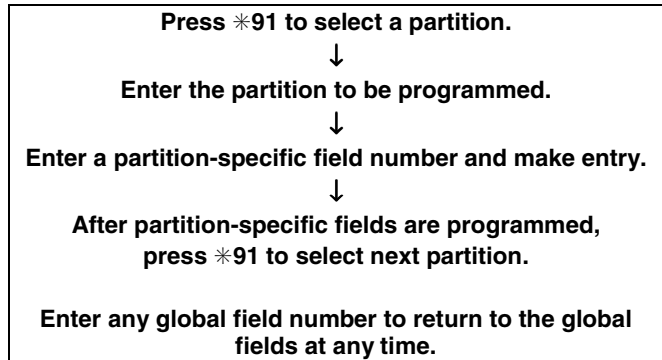 Press ✳91 to select a partition.
↓
Enter the partition to be programmed.
↓
Enter a partition-specific field number and make entry.
↓
After partition-specific fields are programmed,
press ✳91 to select next partition.
Enter any global field number to return to the global
fields at any time.